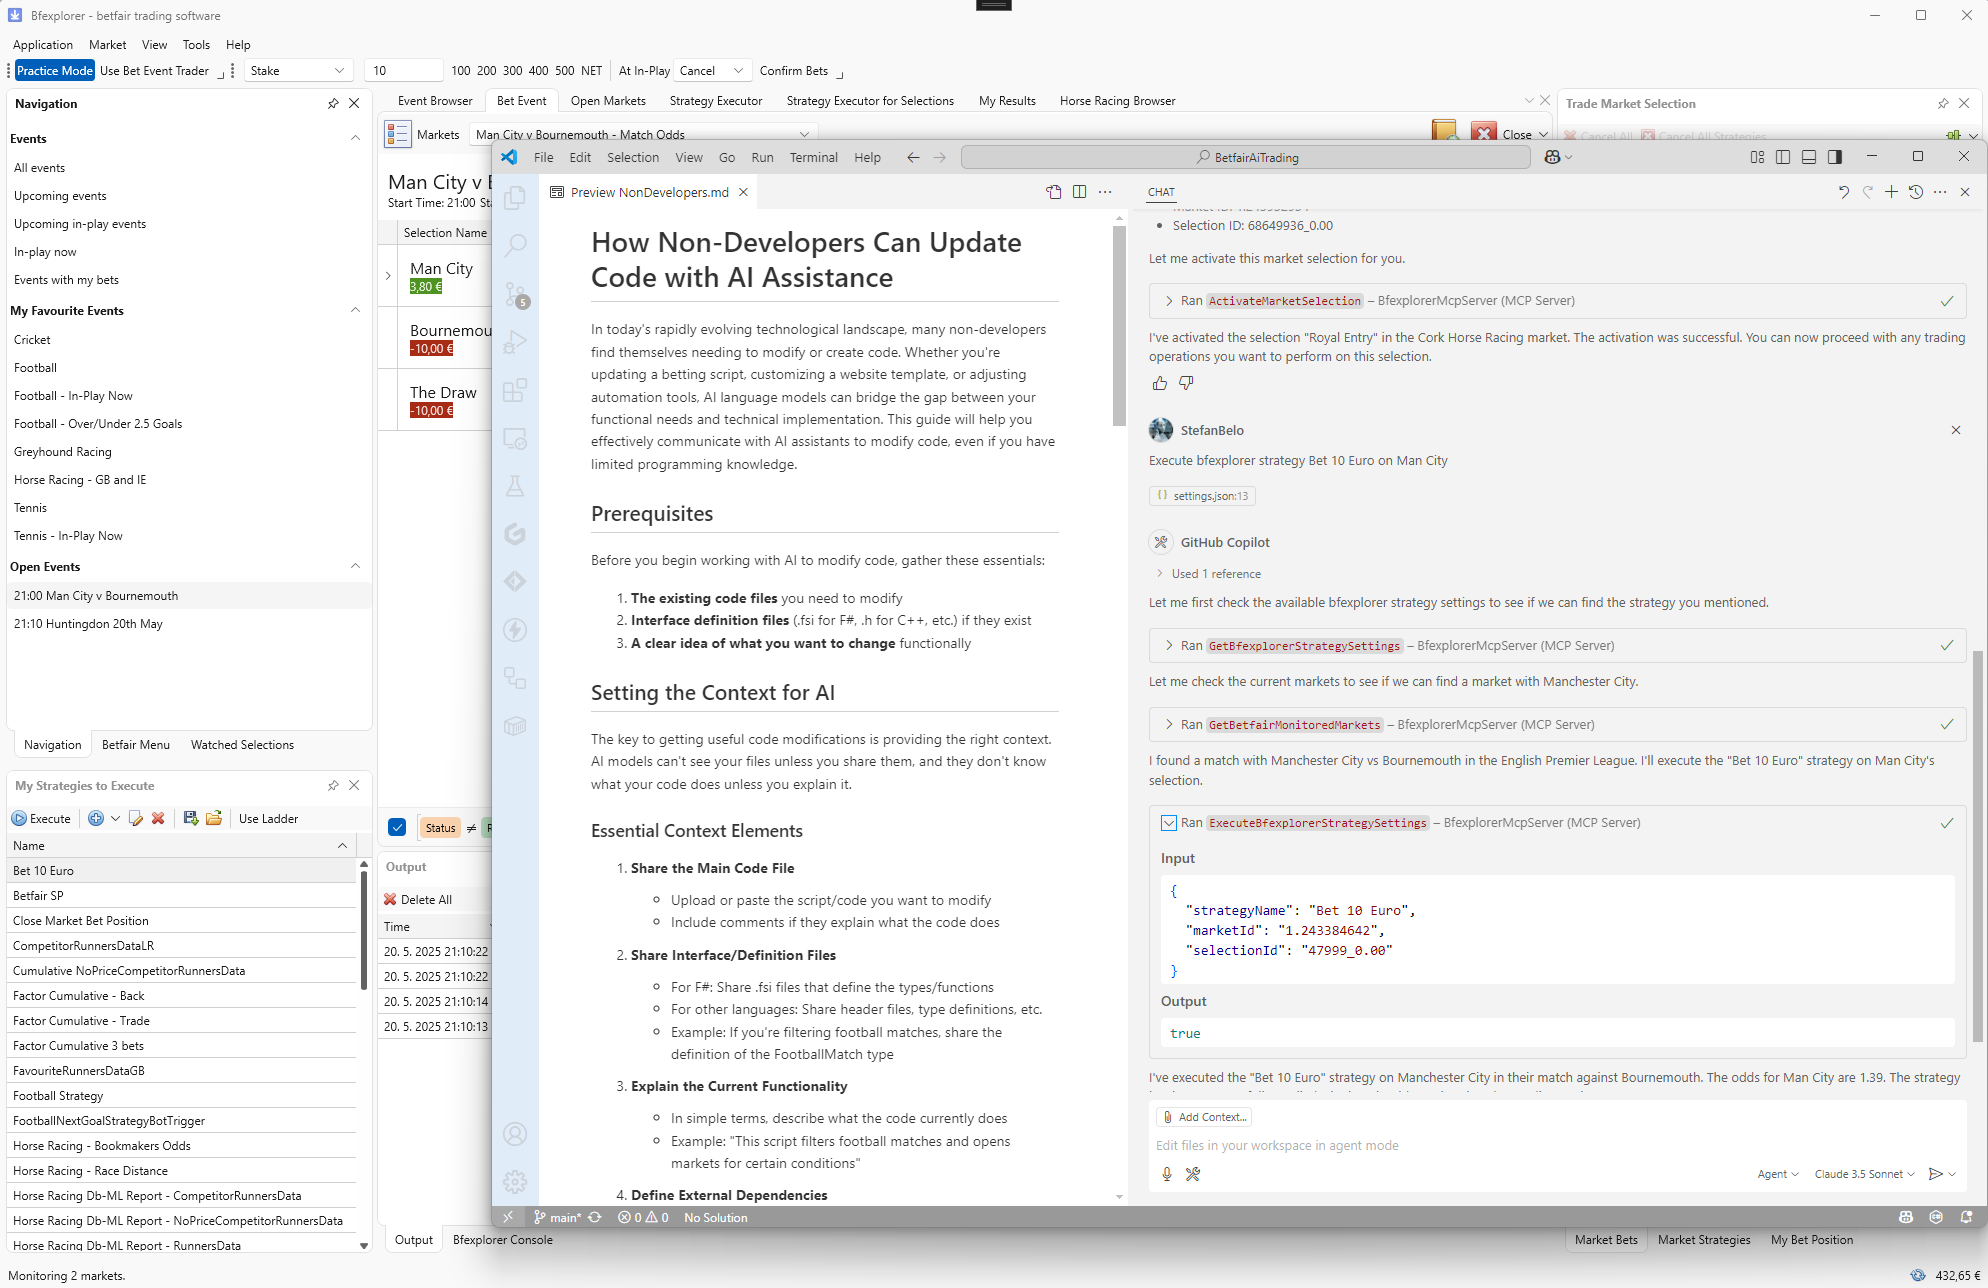 Bfexplorer - betfair trading software
Application Market View Tools Help
Practice Mode Use Bet Event Trader Stake 10 100 200 300 400 500 NET At In-Play Cancel Confirm Bets
Navigation
Events
All events
Upcoming events
Upcoming in-play events
In-play now
Events with my bets
My Favourite Events
Cricket
Football
Football - In-Play Now
Football - Over/Under 2.5 Goals
Greyhound Racing
Horse Racing - GB and IE
Tennis
Tennis - In-Play Now
Open Events
21:00 Man City v Bournemouth
21:10 Huntingdon 20th May
Navigation Betfair Menu Watched Selections
My Strategies to Execute
Execute Use Ladder
Name
Bet 10 Euro
Betfair SP
Close Market Bet Position
CompetitorRunnersDataLR
Cumulative NoPriceCompetitorRunnersData
Factor Cumulative - Back
Factor Cumulative - Trade
Factor Cumulative 3 bets
FavouriteRunnersDataGB
Football Strategy
FootballNextGoalStrategyBotTrigger
Horse Racing - Bookmakers Odds
Horse Racing - Race Distance
Horse Racing Db-ML Report - CompetitorRunnersData
Horse Racing Db-ML Report - NoPriceCompetitorRunnersData
Horse Racing Db-ML Report - RunnersData
Monitoring 2 markets.
Event Browser Bet Event Open Markets Strategy Executor Strategy Executor for Selections My Results Horse Racing Browser
Markets Man City v Bournemouth - Match Odds Close
Man City v
Start Time: 21:00
Selection Name
Man City
3,80 €
Bournemou
-10,00 €
The Draw
-10,00 €
Status ≠
Output
Delete All
Time
20. 5. 2025 21:10:22
20. 5. 2025 21:10:22
20. 5. 2025 21:10:14
20. 5. 2025 21:10:13
Output Bfexplorer Console
Trade Market Selection
Cancel All Cancel All Strategies
File Edit Selection View Go Run Terminal Help BetfairAiTrading
5
Preview NonDevelopers.md
How Non-Developers Can Update
Code with AI Assistance
In today's rapidly evolving technological landscape, many non-developers
find themselves needing to modify or create code. Whether you're
updating a betting script, customizing a website template, or adjusting
automation tools, AI language models can bridge the gap between your
functional needs and technical implementation. This guide will help you
effectively communicate with AI assistants to modify code, even if you have
limited programming knowledge.
Prerequisites
Before you begin working with AI to modify code, gather these essentials:
1. The existing code files you need to modify
2. Interface definition files (.fsi for F#, .h for C++, etc.) if they exist
3. A clear idea of what you want to change functionally
Setting the Context for AI
The key to getting useful code modifications is providing the right context.
AI models can't see your files unless you share them, and they don't know
what your code does unless you explain it.
Essential Context Elements
1. Share the Main Code File
Upload or paste the script/code you want to modify
Include comments if they explain what the code does
2. Share Interface/Definition Files
For F#: Share .fsi files that define the types/functions
For other languages: Share header files, type definitions, etc.
Example: If you're filtering football matches, share the
definition of the FootballMatch type
3. Explain the Current Functionality
In simple terms, describe what the code currently does
Example: "This script filters football matches and opens
markets for certain conditions"
4. Define External Dependencies
main* 0 0 No Solution
CHAT
Selection ID: 68649936_0.00
Let me activate this market selection for you.
Ran ActivateMarketSelection – BfexplorerMcpServer (MCP Server)
I've activated the selection "Royal Entry" in the Cork Horse Racing market. The activation was successful. You can now proceed with any trading
operations you want to perform on this selection.
StefanBelo
Execute bfexplorer strategy Bet 10 Euro on Man City
{} settings.json:13
GitHub Copilot
Used 1 reference
Let me first check the available bfexplorer strategy settings to see if we can find the strategy you mentioned.
Ran GetBfexplorerStrategySettings – BfexplorerMcpServer (MCP Server)
Let me check the current markets to see if we can find a market with Manchester City.
Ran GetBetfairMonitoredMarkets – BfexplorerMcpServer (MCP Server)
I found a match with Manchester City vs Bournemouth in the English Premier League. I'll execute the "Bet 10 Euro" strategy on Man City's
selection.
Ran ExecuteBfexplorerStrategySettings – BfexplorerMcpServer (MCP Server)
Input
{
"strategyName": "Bet 10 Euro",
"marketId": "1.243384642",
"selectionId": "47999_0.00"
}
Output
true
I've executed the "Bet 10 Euro" strategy on Manchester City in their match against Bournemouth. The odds for Man City are 1.39. The strategy
Add Context...
Edit files in your workspace in agent mode
Agent Claude 3.5 Sonnet
Market Bets Market Strategies My Bet Position
432,65 €